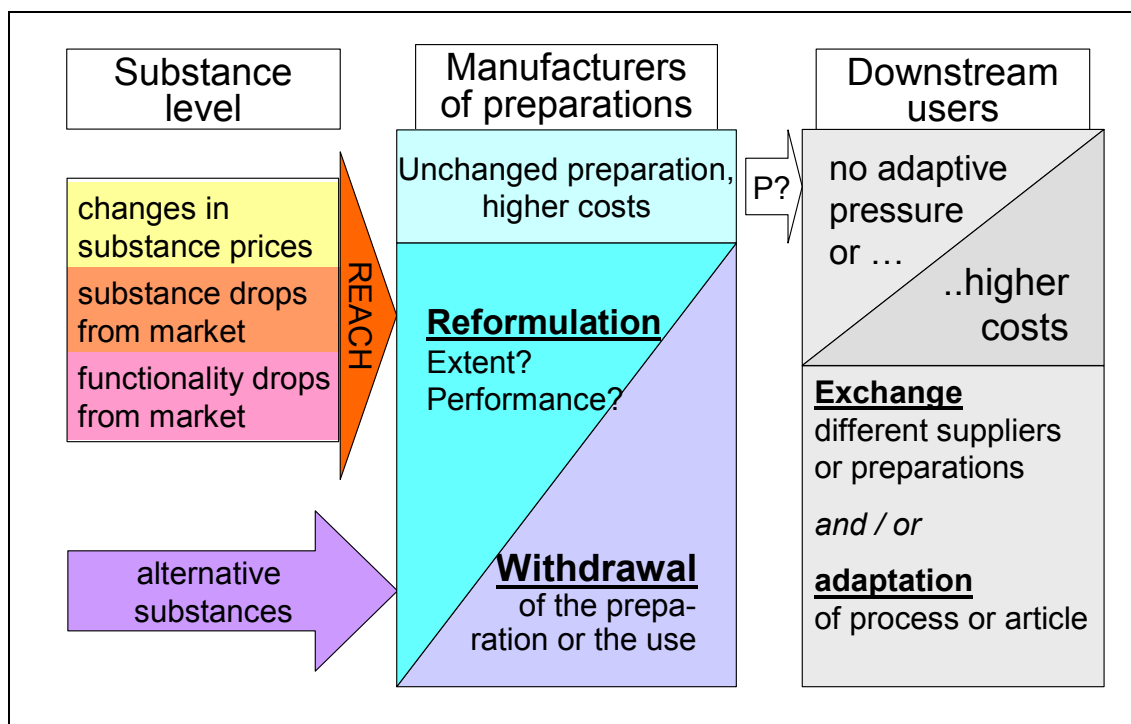 Substance
level
changes in
substance prices
substance drops
from market
functionality drops
from market
REACH
alternative
substances
Manufacturers
of preparations
Unchanged preparation,
higher costs
Reformulation
Extent?
Performance?
Withdrawal
of the prepa-
ration or the use
P?
Downstream
users
no adaptive
pressure
or …
..higher
costs
Exchange
different suppliers
or preparations
and / or
adaptation
of process or article